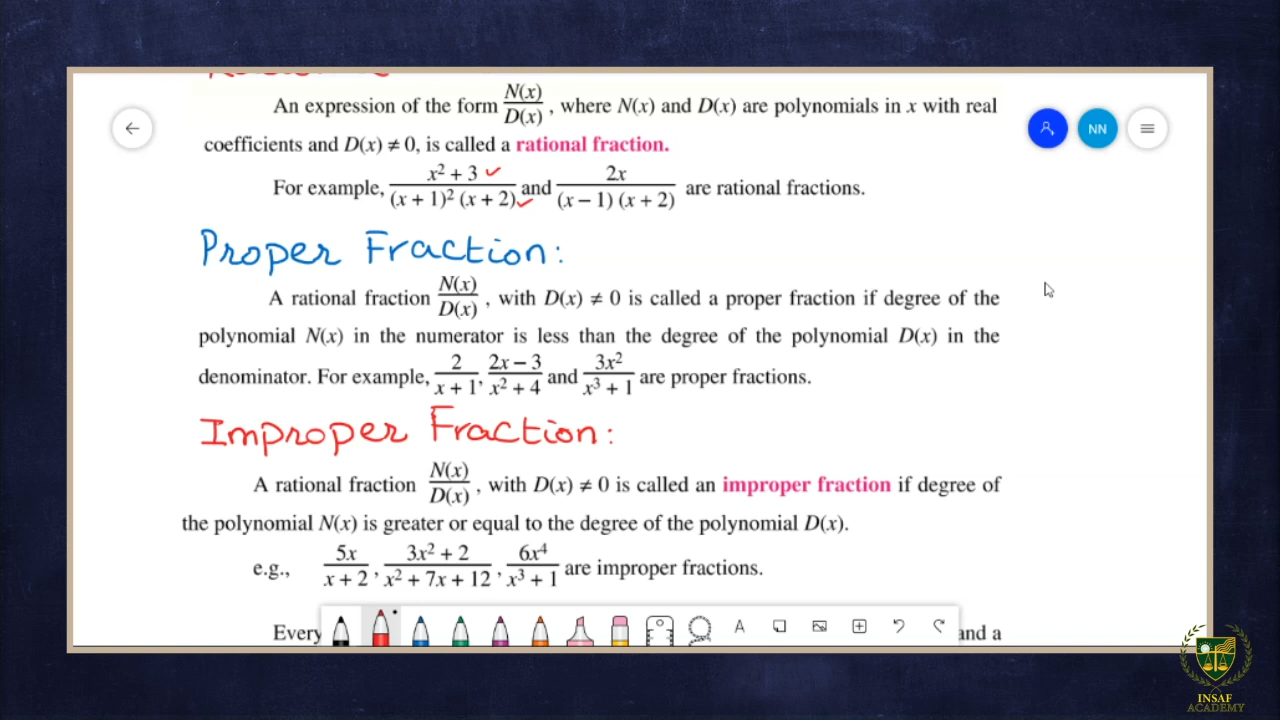 An expression of the form N(x)/D(x), where N(x) and D(x) are polynomials in x with real
NN
coefficients and D(x) ≠ 0, is called a rational fraction.
For example, x² + 3/(x + 1)² (x + 2) and 2x/(x − 1) (x + 2) are rational fractions.
Proper Fraction:
A rational fraction N(x)/D(x), with D(x) ≠ 0 is called a proper fraction if degree of the
polynomial N(x) in the numerator is less than the degree of the polynomial D(x) in the
denominator. For example, 2/x + 1, 2x − 3/x² + 4 and 3x²/x³ + 1 are proper fractions.
Improper Fraction:
A rational fraction N(x)/D(x), with D(x) ≠ 0 is called an improper fraction if degree of
the polynomial N(x) is greater or equal to the degree of the polynomial D(x).
e.g., 5x/x + 2, 3x² + 2/x² + 7x + 12, 6x⁴/x³ + 1 are improper fractions.
Every and a
A
INSAF
ACADEMY